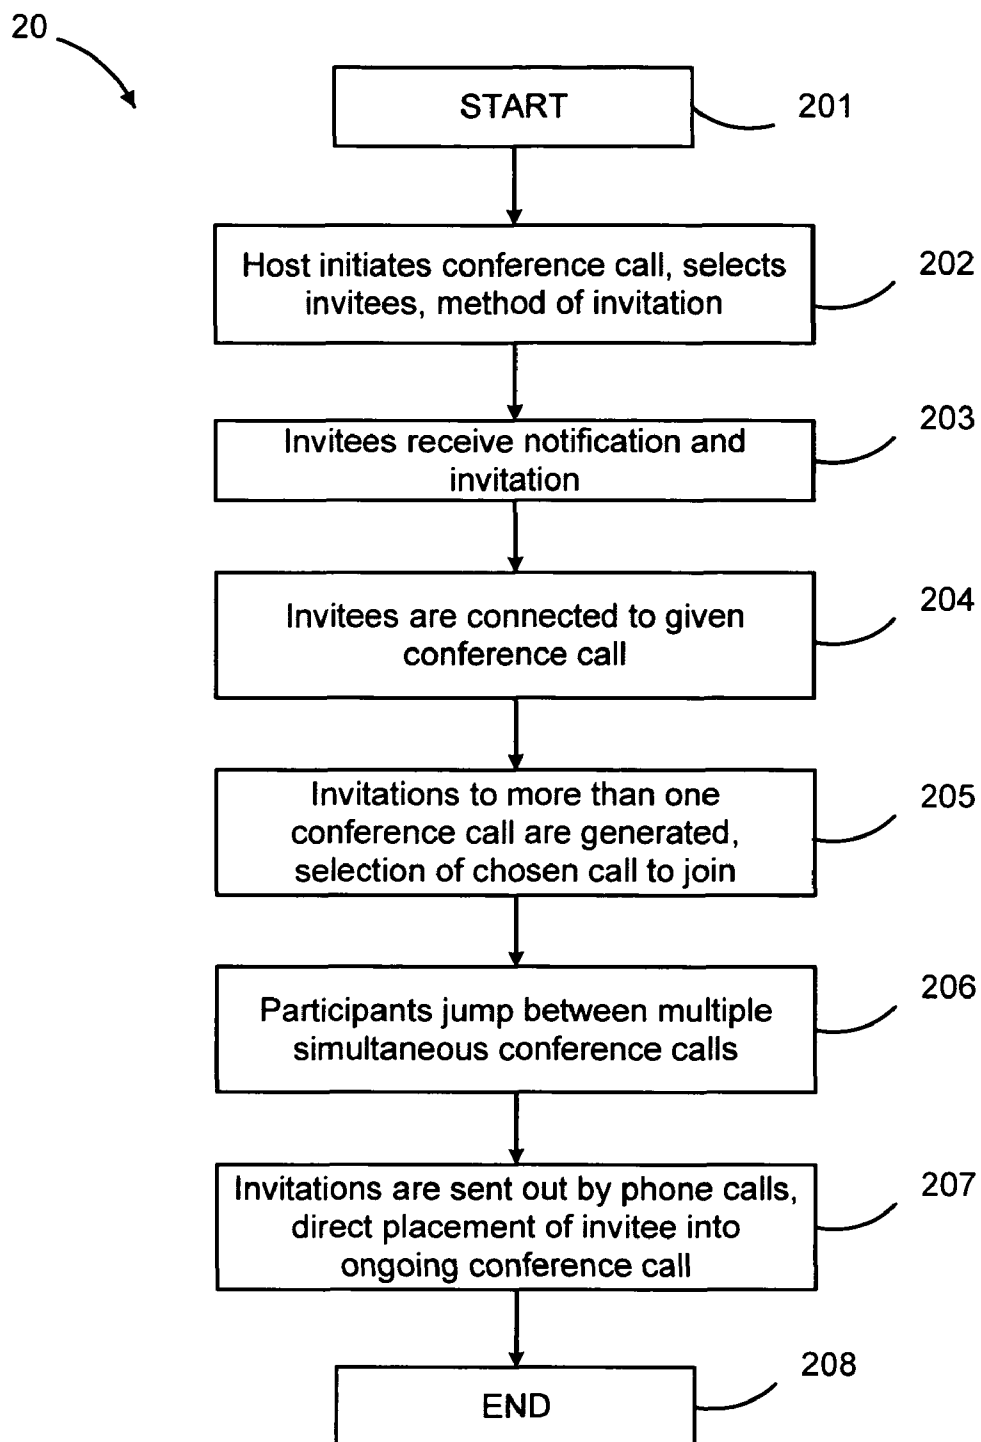 20
START
201
Host initiates conference call, selects
invitees, method of invitation
202
Invitees receive notification and
invitation
203
Invitees are connected to given
conference call
204
Invitations to more than one
conference call are generated,
selection of chosen call to join
205
Participants jump between multiple
simultaneous conference calls
206
Invitations are sent out by phone calls,
direct placement of invitee into
ongoing conference call
207
END
208